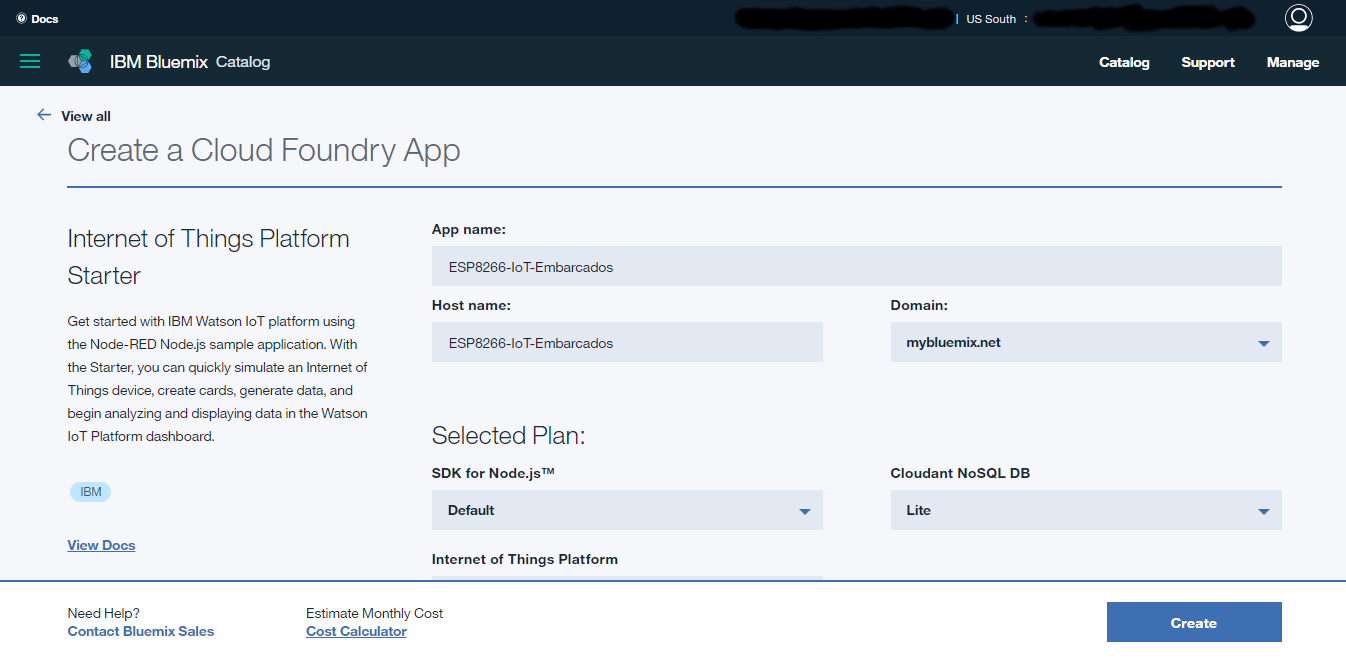 Docs
| US South :
IBM Bluemix Catalog
Catalog Support Manage
View all
Create a Cloud Foundry App
Internet of Things Platform
Starter
Get started with IBM Watson IoT platform using
the Node-RED Node.js sample application. With
the Starter, you can quickly simulate an Internet of
Things device, create cards, generate data, and
begin analyzing and displaying data in the Watson
IoT Platform dashboard.
IBM
View Docs
App name:
ESP8266-IoT-Embarcados
Host name:
ESP8266-IoT-Embarcados
Domain:
mybluemix.net
Selected Plan:
SDK for Node.js™
Default
Cloudant NoSQL DB
Lite
Internet of Things Platform
Need Help?
Contact Bluemix Sales
Estimate Monthly Cost
Cost Calculator
Create